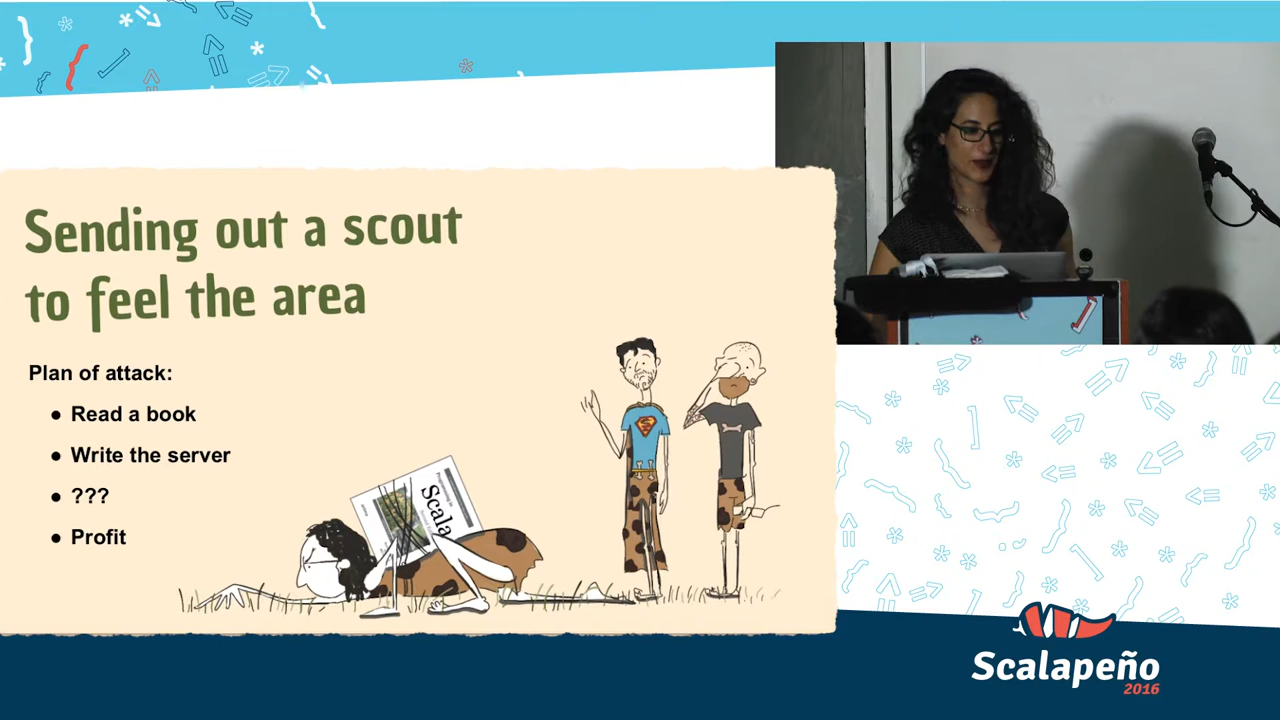 Sending out a scout
to feel the area
Plan of attack:
● Read a book
● Write the server
● ???
● Profit
Scala
Scalapeño
2016